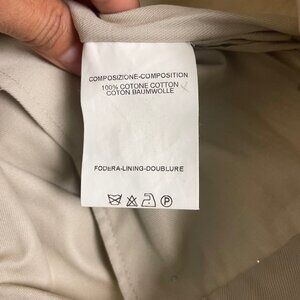 COMPOSIZIONE-COMPOSITION
100% COTONE COTTON
COTON BAUMWOLLE
FODERA-LINING-DOUBLURE
P